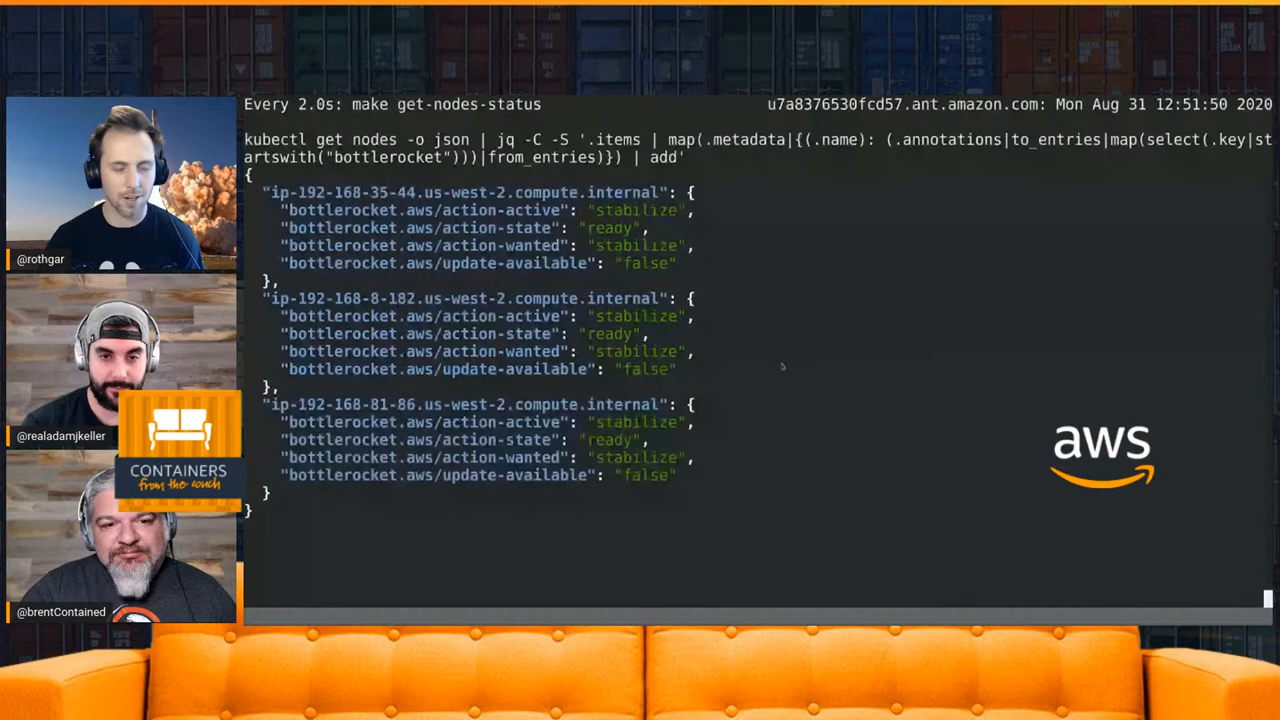 Every 2.0s: make get-nodes-status u7a8376530fcd57.ant.amazon.com: Mon Aug 31 12:51:50 2020
kubectl get nodes -o json | jq -C -S '.items | map(.metadata|{(.name): (.annotations|to_entries|map(select(.key|st
artswith("bottlerocket")))|from_entries)}) | add'
{
"ip-192-168-35-44.us-west-2.compute.internal": {
"bottlerocket.aws/action-active": "stabilize",
"bottlerocket.aws/action-state": "ready",
"bottlerocket.aws/action-wanted": "stabilize",
"bottlerocket.aws/update-available": "false"
},
"ip-192-168-8-182.us-west-2.compute.internal": {
"bottlerocket.aws/action-active": "stabilize",
"bottlerocket.aws/action-state": "ready",
"bottlerocket.aws/action-wanted": "stabilize",
"bottlerocket.aws/update-available": "false"
},
"ip-192-168-81-86.us-west-2.compute.internal": {
"bottlerocket.aws/action-active": "stabilize",
"bottlerocket.aws/action-state": "ready",
"bottlerocket.aws/action-wanted": "stabilize",
"bottlerocket.aws/update-available": "false"
}
}
@rothgar
@realadamjkeller
CONTAINERS
from the couch
@brentContained
aws